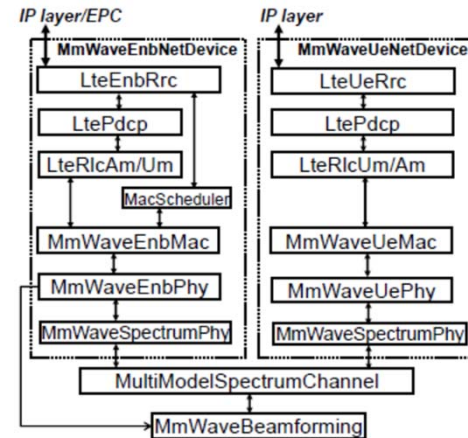 IP layer/EPC
IP layer
MmWaveEnbNetDevice
MmWaveUeNetDevice
LteEnbRrc
LteUeRrc
LtePdcp
LtePdcp
LteRlcAm/Um
LteRlcUm/Am
MacScheduler
MmWaveEnbMac
MmWaveUeMac
MmWaveEnbPhy
MmWaveUePhy
MmWaveSpectrumPhy
MmWaveSpectrumPhy
MultiModelSpectrumChannel
MmWaveBeamforming